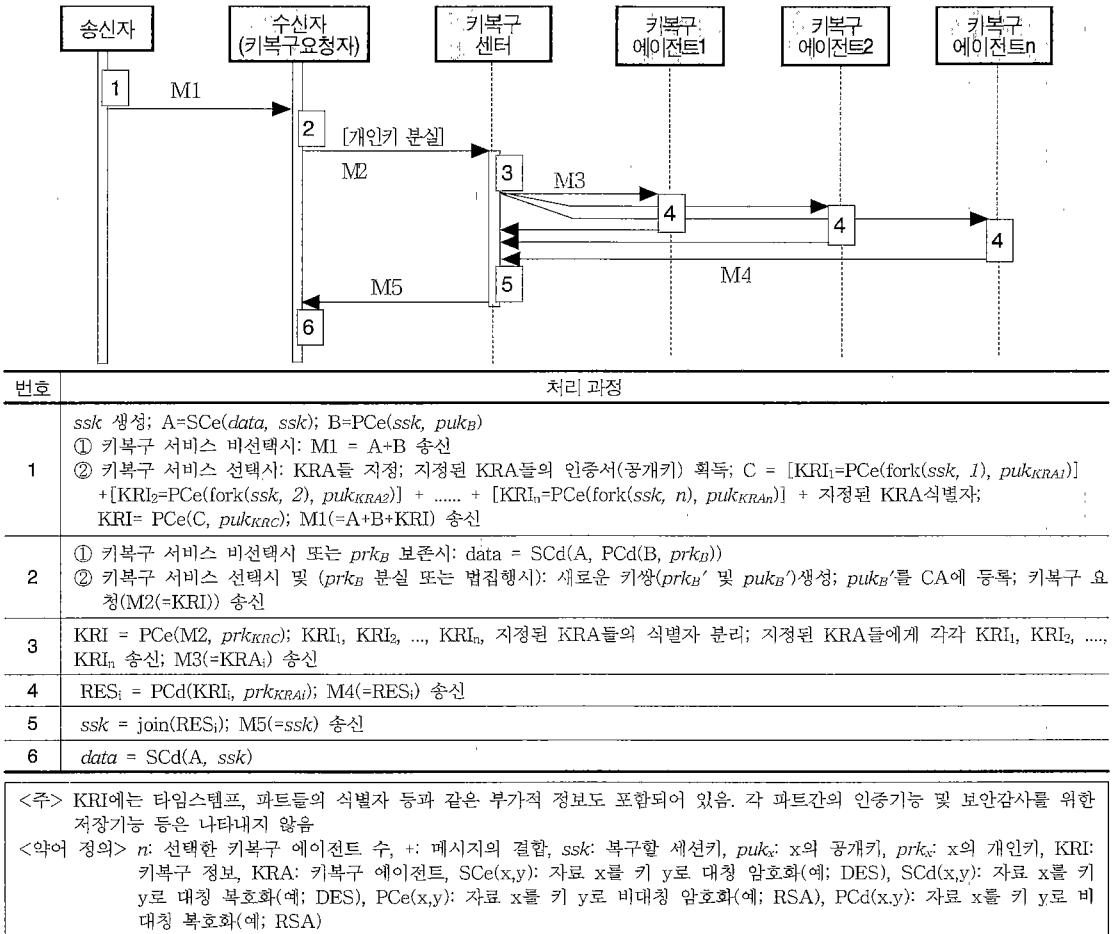 송신자
수신자
(키복구요청자)
키복구
센터
키복구
에이전트1
키복구
에이전트2
키복구
에이전트n
1
M1
2
[개인키 분실]
M2
3
M3
4
4
4
M4
5
M5
6
번호 처리 과정
1
ssk 생성; A=SCe(data, ssk); B=PCe(ssk, pukB)
① 키복구 서비스 비선택시: M1 = A+B 송신
② 키복구 서비스 선택시: KRA들 지정; 지정된 KRA들의 인증서(공개키) 획득; C = [KRI1=PCe(fork(ssk, 1), pukKRA1)]
+[KRI2=PCe(fork(ssk, 2), pukKRA2)] + ...... + [KRIn=PCe(fork(ssk, n), pukKRAn)] + 지정된 KRA식별자;
KRI= PCe(C, pukKRC); M1(=A+B+KRI) 송신
2
① 키복구 서비스 비선택시 또는 prkB 보존시: data = SCd(A, PCd(B, prkB))
② 키복구 서비스 선택시 및 (prkB 분실 또는 법집행시): 새로운 키쌍(prkB′ 및 pukB′)생성; pukB′를 CA에 등록; 키복구 요
청(M2(=KRI)) 송신
3
KRI = PCe(M2, prkKRC); KRI1, KRI2, ..., KRIn, 지정된 KRA들의 식별자 분리; 지정된 KRA들에게 각각 KRI1, KRI2, ....,
KRIn 송신; M3(=KRAi) 송신
4 RESi = PCd(KRIi, prkKRAi); M4(=RESi) 송신
5 ssk = join(RESi); M5(=ssk) 송신
6 data = SCd(A, ssk)
<주> KRI에는 타임스템프, 파트들의 식별자 등과 같은 부가적 정보도 포함되어 있음. 각 파트간의 인증기능 및 보안감사를 위한
저장기능 등은 나타내지 않음
<약어 정의> n: 선택한 키복구 에이전트 수, +: 메시지의 결합, ssk: 복구할 세션키, pukx: x의 공개키, prkx: x의 개인키, KRI:
키복구 정보, KRA: 키복구 에이전트, SCe(x,y): 자료 x를 키 y로 대칭 암호화(예; DES), SCd(x,y): 자료 x를 키
y로 대칭 복호화(예; DES), PCe(x,y): 자료 x를 키 y로 비대칭 암호화(예; RSA), PCd(x.y): 자료 x를 키 y로 비
대칭 복호화(예; RSA)